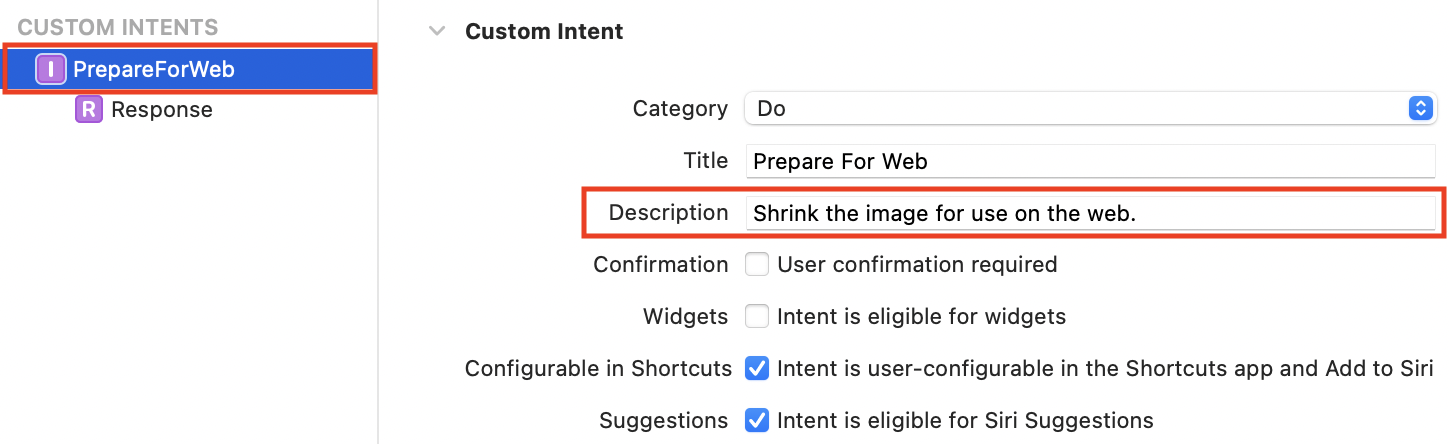 CUSTOM INTENTS
I PrepareForWeb
R Response
Custom Intent
Category Do
Title Prepare For Web
Description Shrink the image for use on the web.
Confirmation User confirmation required
Widgets Intent is eligible for widgets
Configurable in Shortcuts Intent is user-configurable in the Shortcuts app and Add to Siri
Suggestions Intent is eligible for Siri Suggestions